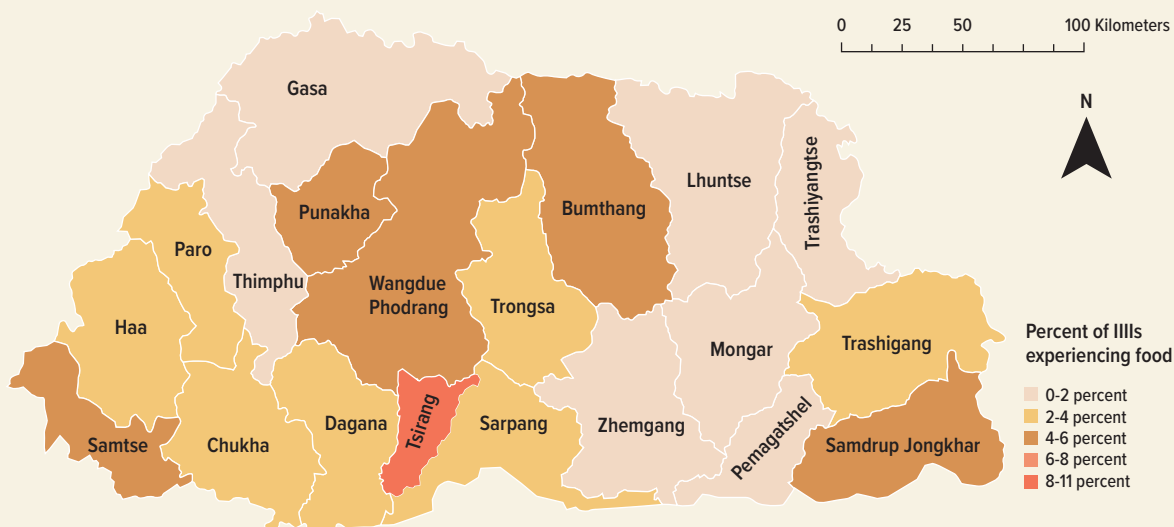 0 25 50 100 Kilometers
N
Gasa
Punakha
Bumthang
Lhuntse
Trashiyangtse
Paro
Thimphu
Wangdue
Phodrang
Trongsa
Haa
Mongar
Trashigang
Samtse
Chukha
Dagana
Tsirang
Sarpang
Zhemgang
Pemagatshel
Samdrup Jongkhar
Percent of IIIIs
experiencing food
0-2 percent
2-4 percent
4-6 percent
6-8 percent
8-11 percent